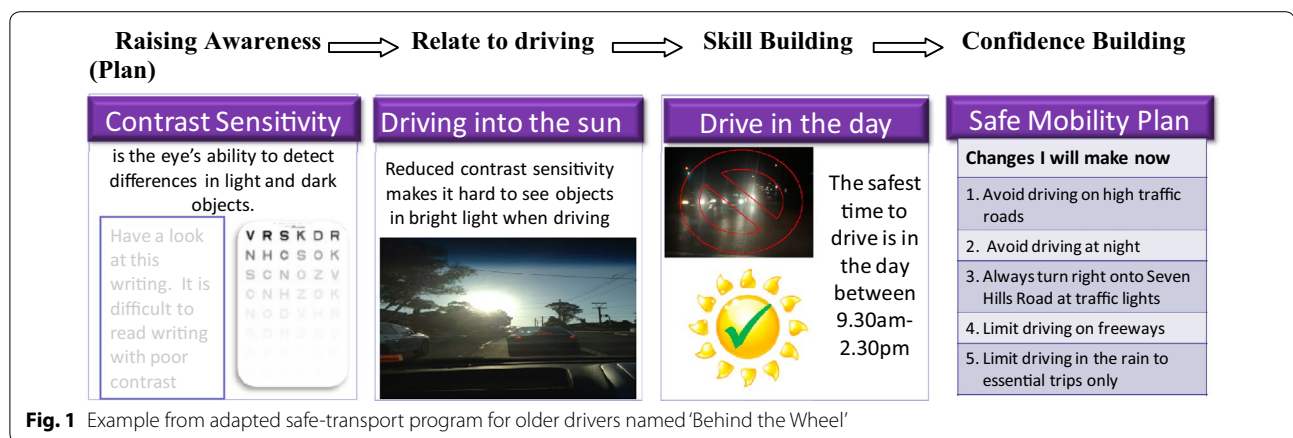 Raising Awareness Relate to driving Skill Building Confidence Building
(Plan)
Contrast Sensitivity
is the eye's ability to detect
differences in light and dark
objects.
Have a look
at this
writing. It is
difficult to
read writing
with poor
contrast
V R S K D R
N H C S O K
S C N O Z V
C N H Z O K
N O D V H R
Driving into the sun
Reduced contrast sensitivity
makes it hard to see objects
in bright light when driving
Drive in the day
The safest
time to
drive is in
the day
between
9.30am-
2.30pm
Safe Mobility Plan
Changes I will make now
1. Avoid driving on high traffic
roads
2. Avoid driving at night
3. Always turn right onto Seven
Hills Road at traffic lights
4. Limit driving on freeways
5. Limit driving in the rain to
essential trips only
Fig. 1 Example from adapted safe-transport program for older drivers named 'Behind the Wheel'